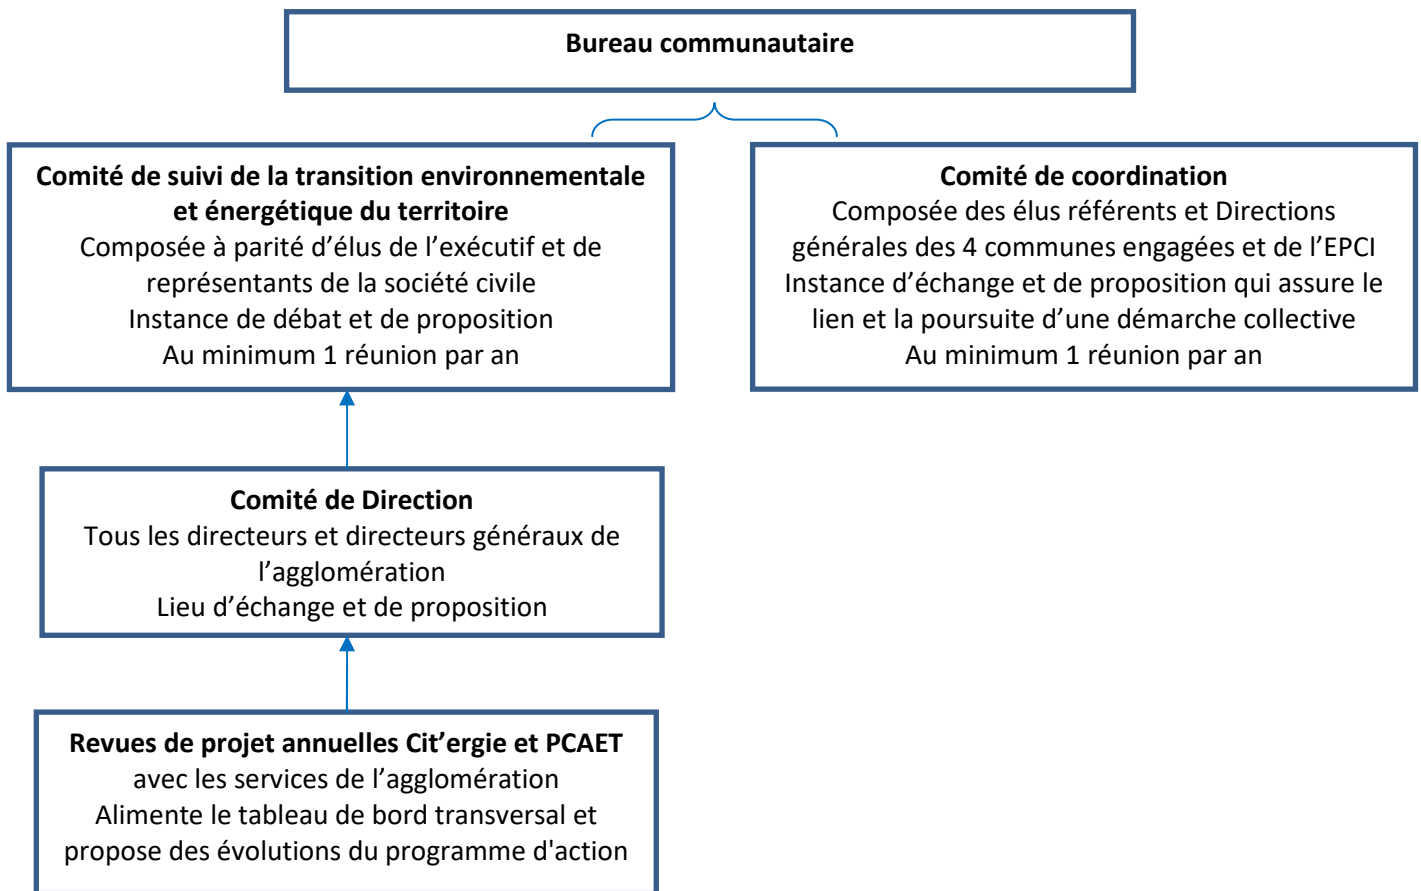 Bureau communautaire
Comité de suivi de la transition environnementale
et énergétique du territoire
Composée à parité d’élus de l’exécutif et de
représentants de la société civile
Instance de débat et de proposition
Au minimum 1 réunion par an
Comité de coordination
Composée des élus référents et Directions
générales des 4 communes engagées et de l’EPCI
Instance d’échange et de proposition qui assure le
lien et la poursuite d’une démarche collective
Au minimum 1 réunion par an
Comité de Direction
Tous les directeurs et directeurs généraux de
l’agglomération
Lieu d’échange et de proposition
Revues de projet annuelles Cit’ergie et PCAET
avec les services de l’agglomération
Alimente le tableau de bord transversal et
propose des évolutions du programme d'action